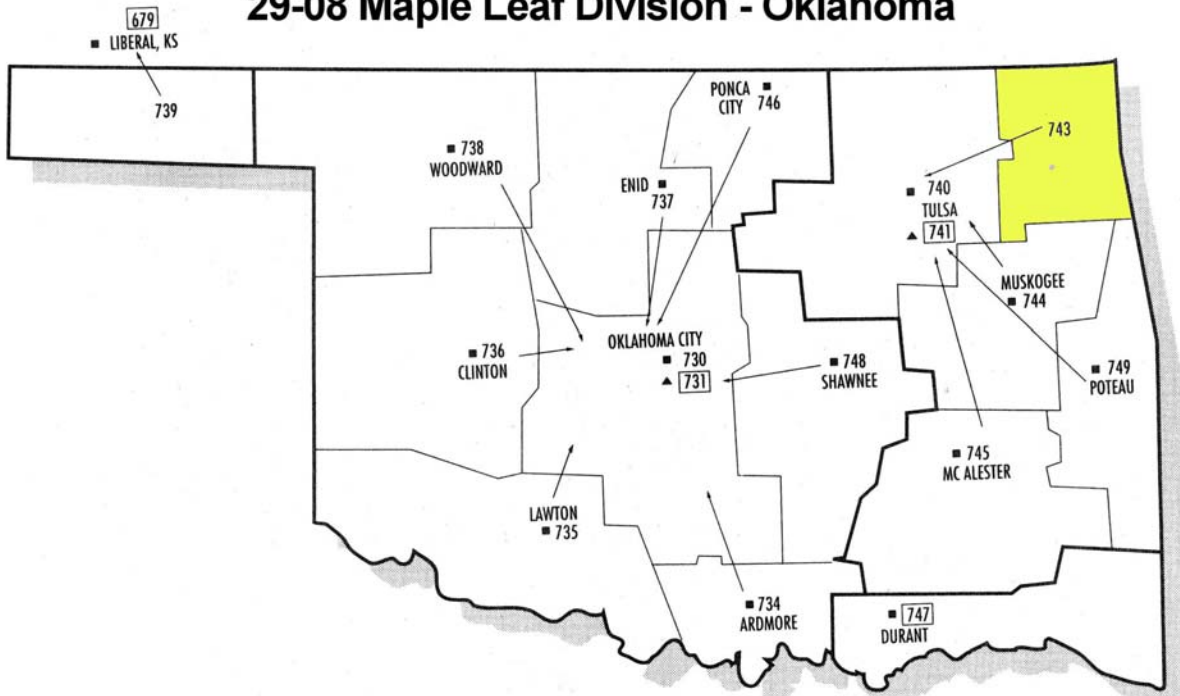 29-08 Maple Leaf Division - Oklahoma
679
LIBERAL, KS
739
738
WOODWARD
PONCA
CITY
746
743
ENID
737
740
TULSA
741
MUSKOGEE
744
OKLAHOMA CITY
730
731
736
CLINTON
748
SHAWNEE
749
POTEAU
745
MC ALESTER
LAWTON
735
734
ARDMORE
747
DURANT